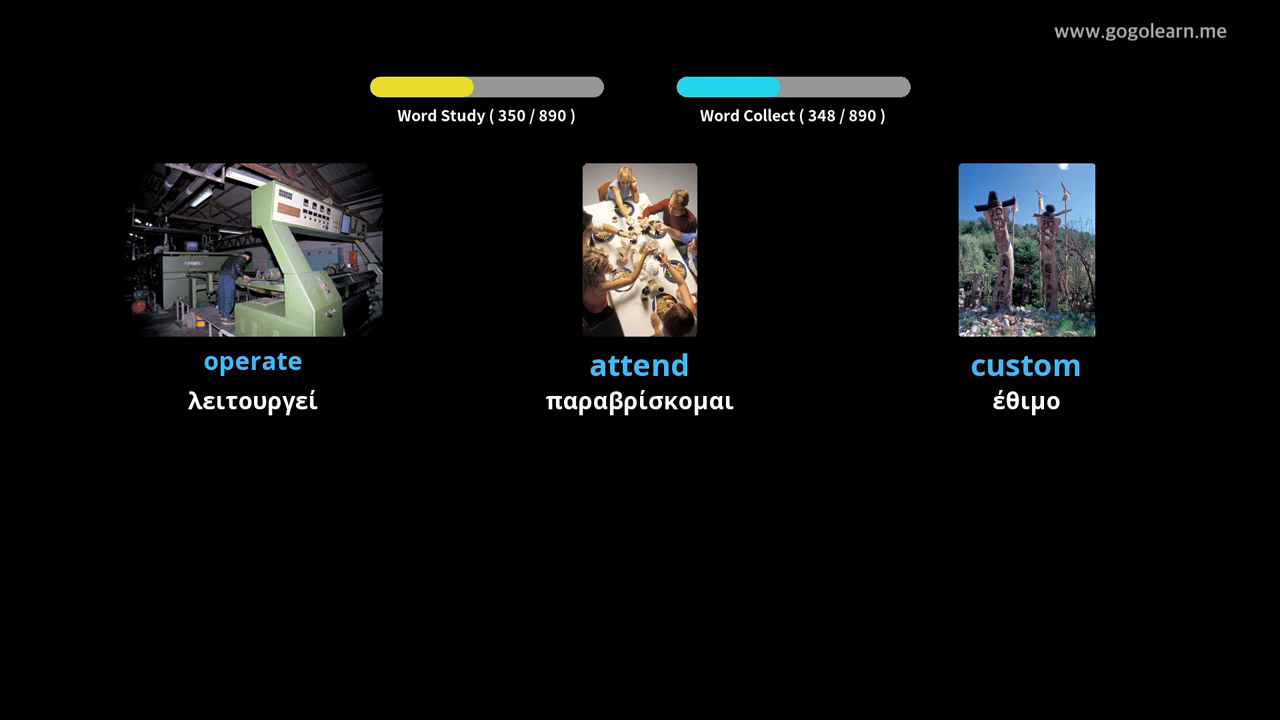 www.gogolearn.me
Word Study ( 350 / 890 )
Word Collect ( 348 / 890 )
operate
attend
custom
λειτουργεί
παραβρίσκομαι
έθιμο